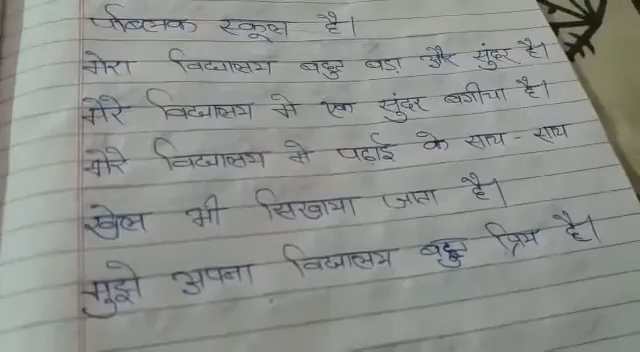 पब्लिक स्कूल है।
मेरा विद्यालय बहुत बड़ा और सुंदर है।
मेरे विद्यालय में एक सुंदर बगीचा है।
मेरे विद्यालय में पढाई के साथ - साथ
खेल भी सिखाया जाता है।
मुझे अपना विद्यालय बहुत प्रिय है।